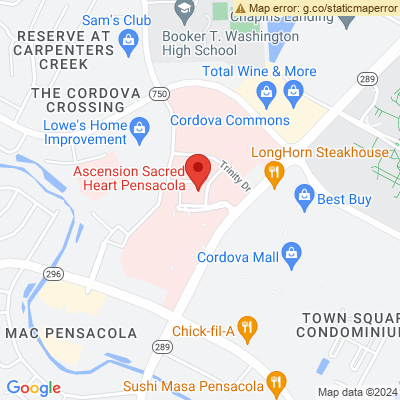 Map error: g.co/staticmaperror
Chapins Landing
Sam's Club
RESERVE AT
CARPENTERS
CREEK
Booker T. Washington
High School
Total Wine & More
289
THE CORDOVA
CROSSING
750
Lowe's Home
Improvement
Cordova Commons
Trinity Dr
LongHorn Steakhouse
Ascension Sacred
Heart Pensacola
Best Buy
Cordova Mall
296
TOWN SQUAR
CONDOMINIUM
MAC PENSACOLA
Chick-fil-A
289
Google
Sushi Masa Pensacola
Map data ©2024